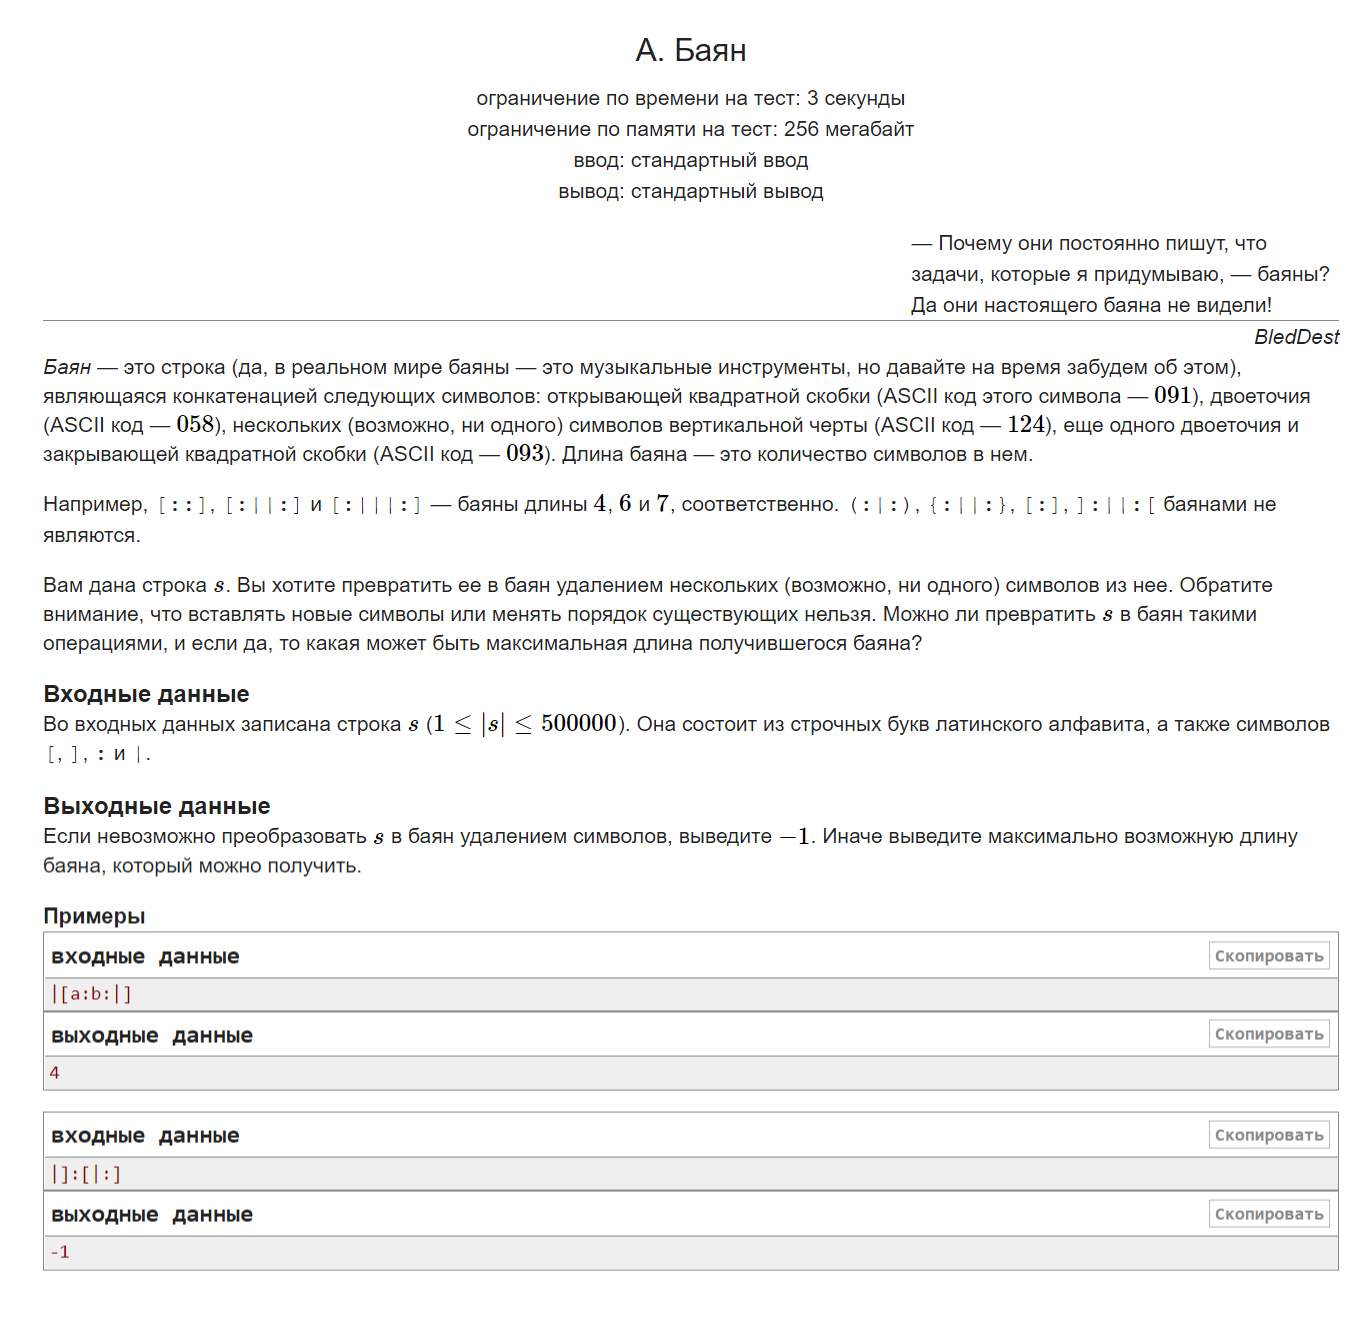 А. Баян
ограничение по времени на тест: 3 секунды
ограничение по памяти на тест: 256 мегабайт
ввод: стандартный ввод
вывод: стандартный вывод
— Почему они постоянно пишут, что
задачи, которые я придумываю, — баяны?
Да они настоящего баяна не видели!
BledDest
Баян — это строка (да, в реальном мире баяны — это музыкальные инструменты, но давайте на время забудем об этом),
являющаяся конкатенацией следующих символов: открывающей квадратной скобки (ASCII код этого символа — 091), двоеточия
(ASCII код — 058), нескольких (возможно, ни одного) символов вертикальной черты (ASCII код — 124), еще одного двоеточия и
закрывающей квадратной скобки (ASCII код — 093). Длина баяна — это количество символов в нем.
Например, [::], [:||:] и [:|||:] — баяны длины 4, 6 и 7, соответственно. (:|:), {:||:}, [:], ]:||:[ баянами не
являются.
Вам дана строка s. Вы хотите превратить ее в баян удалением нескольких (возможно, ни одного) символов из нее. Обратите
внимание, что вставлять новые символы или менять порядок существующих нельзя. Можно ли превратить s в баян такими
операциями, и если да, то какая может быть максимальная длина получившегося баяна?
Входные данные
Во входных данных записана строка s (1 ≤ |s| ≤ 500000). Она состоит из строчных букв латинского алфавита, а также символов
[, ], : и |.
Выходные данные
Если невозможно преобразовать s в баян удалением символов, выведите −1. Иначе выведите максимально возможную длину
баяна, который можно получить.
Примеры
входные данные Скопировать
|[a:b:|]
выходные данные Скопировать
4
входные данные Скопировать
|]:[|:]
выходные данные Скопировать
-1